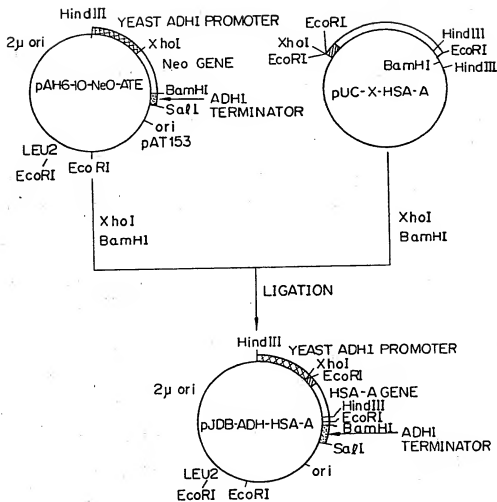 HindIII
YEAST ADHI PROMOTER
2μ ori
XhoI
Neo GENE
pAH6-10-NeO-ATE
BamHI
ADHI
TERMINATOR
SalI
ori
pAT153
LEU2
EcoRI
EcoRI
EcoRI
XhoI
EcoRI
HindIII
EcoRI
BamHI
HindIII
pUC-X-HSA-A
XhoI
BamHI
XhoI
BamHI
LIGATION
HindIII
YEAST ADHI PROMOTER
XhoI
EcoRI
2μ ori
HSA-A GENE
HindIII
EcoRI
BamHI
pJDB-ADH-HSA-A
ADHI
TERMINATOR
SalI
ori
LEU2
EcoRI
EcoRI